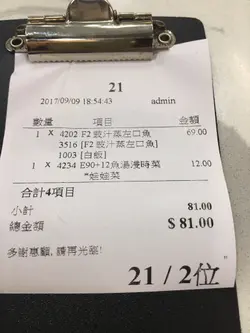 21
2017/09/09 18:54:43 admin
數量 項目 金額
1 X 4202 F2 豉汁蒸左口魚 69.00
3516 [F2 豉汁蒸左口魚]
1003 [白飯]
1 X 4234 E90+12魚湯浸時菜 12.00
"娃娃菜 "
合計4項目
小計 81.00
總金額 $ 81.00
多謝惠顧,請再光臨!
21 / 2位